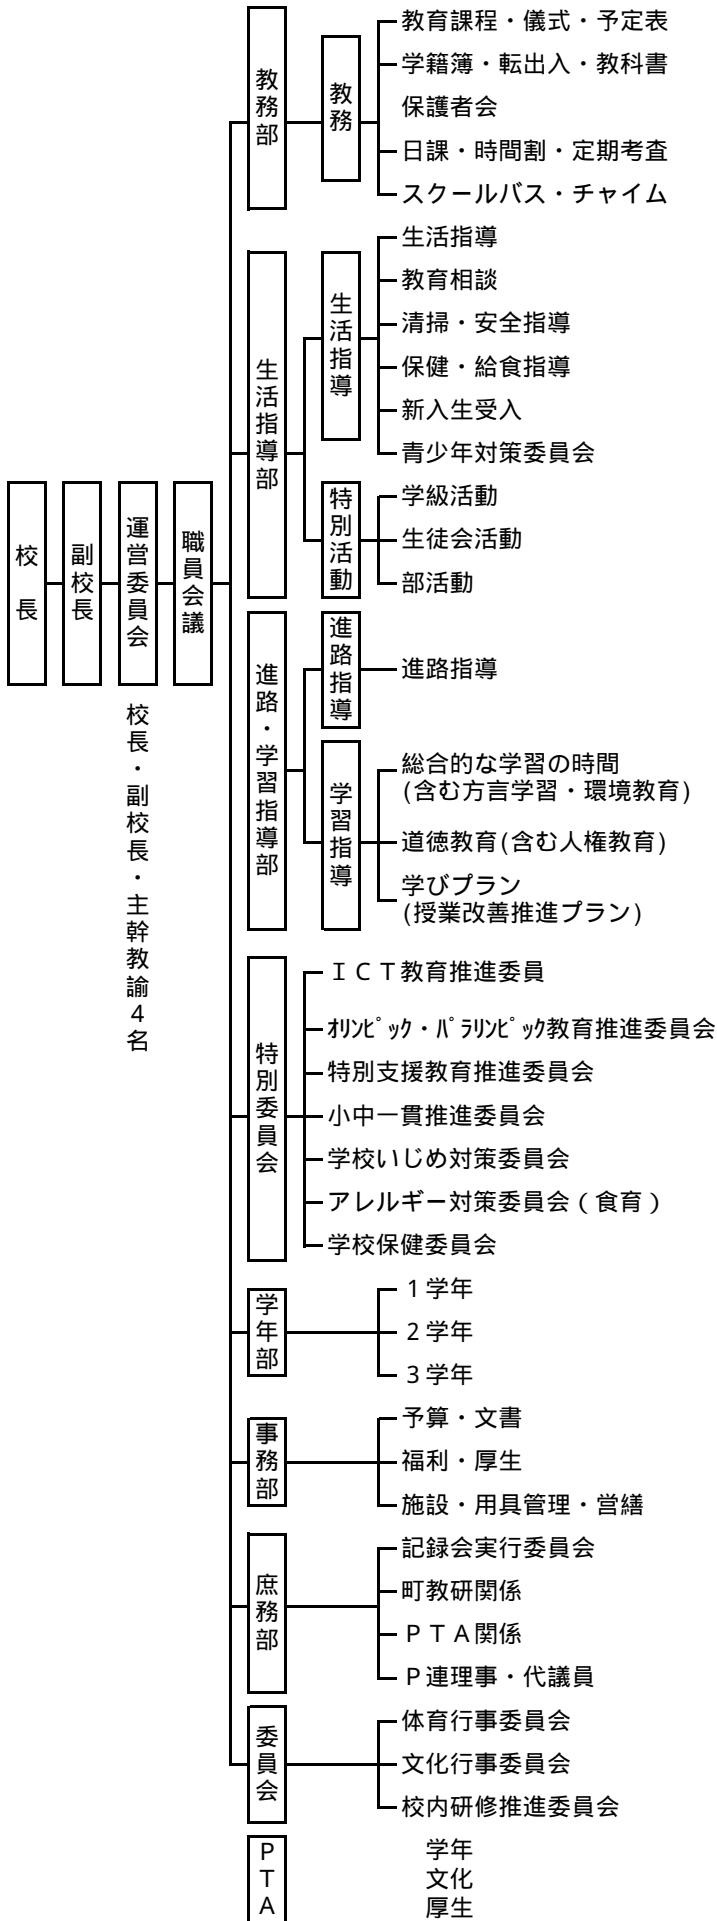 校長
副校長
運営委員会
職員会議
校長・副校長・主幹教諭４名
教務部
教務
教育課程・儀式・予定表
学籍簿・転出入・教科書
保護者会
日課・時間割・定期考査
スクールバス・チャイム
生活指導部
生活指導
生活指導
教育相談
清掃・安全指導
保健・給食指導
新入生受入
青少年対策委員会
特別活動
学級活動
生徒会活動
部活動
進路・学習指導部
進路指導
進路指導
学習指導
総合的な学習の時間
(含む方言学習・環境教育)
道徳教育(含む人権教育)
学びプラン
(授業改善推進プラン)
特別委員会
ＩＣＴ教育推進委員
ｵﾘﾝﾋﾟｯｸ・ﾊﾟﾗﾘﾝﾋﾟｯｸ教育推進委員会
特別支援教育推進委員会
小中一貫推進委員会
学校いじめ対策委員会
アレルギー対策委員会（食育）
学校保健委員会
学年部
１学年
２学年
３学年
事務部
予算・文書
福利・厚生
施設・用具管理・営繕
庶務部
記録会実行委員会
町教研関係
ＰＴＡ関係
Ｐ連理事・代議員
委員会
体育行事委員会
文化行事委員会
校内研修推進委員会
ＰＴＡ
学年
文化
厚生